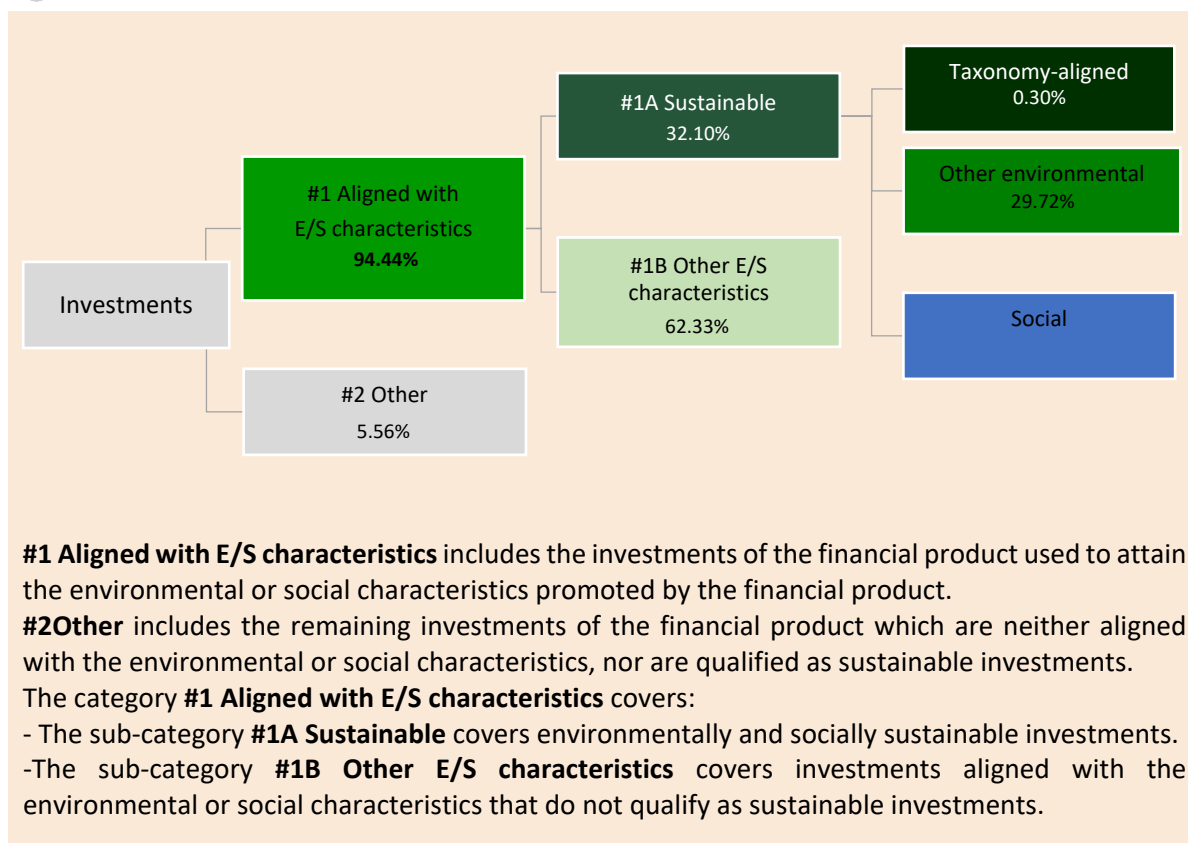 Investments
#1 Aligned with
E/S characteristics
94.44%
#2 Other
5.56%
#1A Sustainable
32.10%
#1B Other E/S
characteristics
62.33%
Taxonomy-aligned
0.30%
Other environmental
29.72%
Social
#1 Aligned with E/S characteristics includes the investments of the financial product used to attain
the environmental or social characteristics promoted by the financial product.
#2Other includes the remaining investments of the financial product which are neither aligned
with the environmental or social characteristics, nor are qualified as sustainable investments.
The category #1 Aligned with E/S characteristics covers:
- The sub-category #1A Sustainable covers environmentally and socially sustainable investments.
-The sub-category #1B Other E/S characteristics covers investments aligned with the
environmental or social characteristics that do not qualify as sustainable investments.